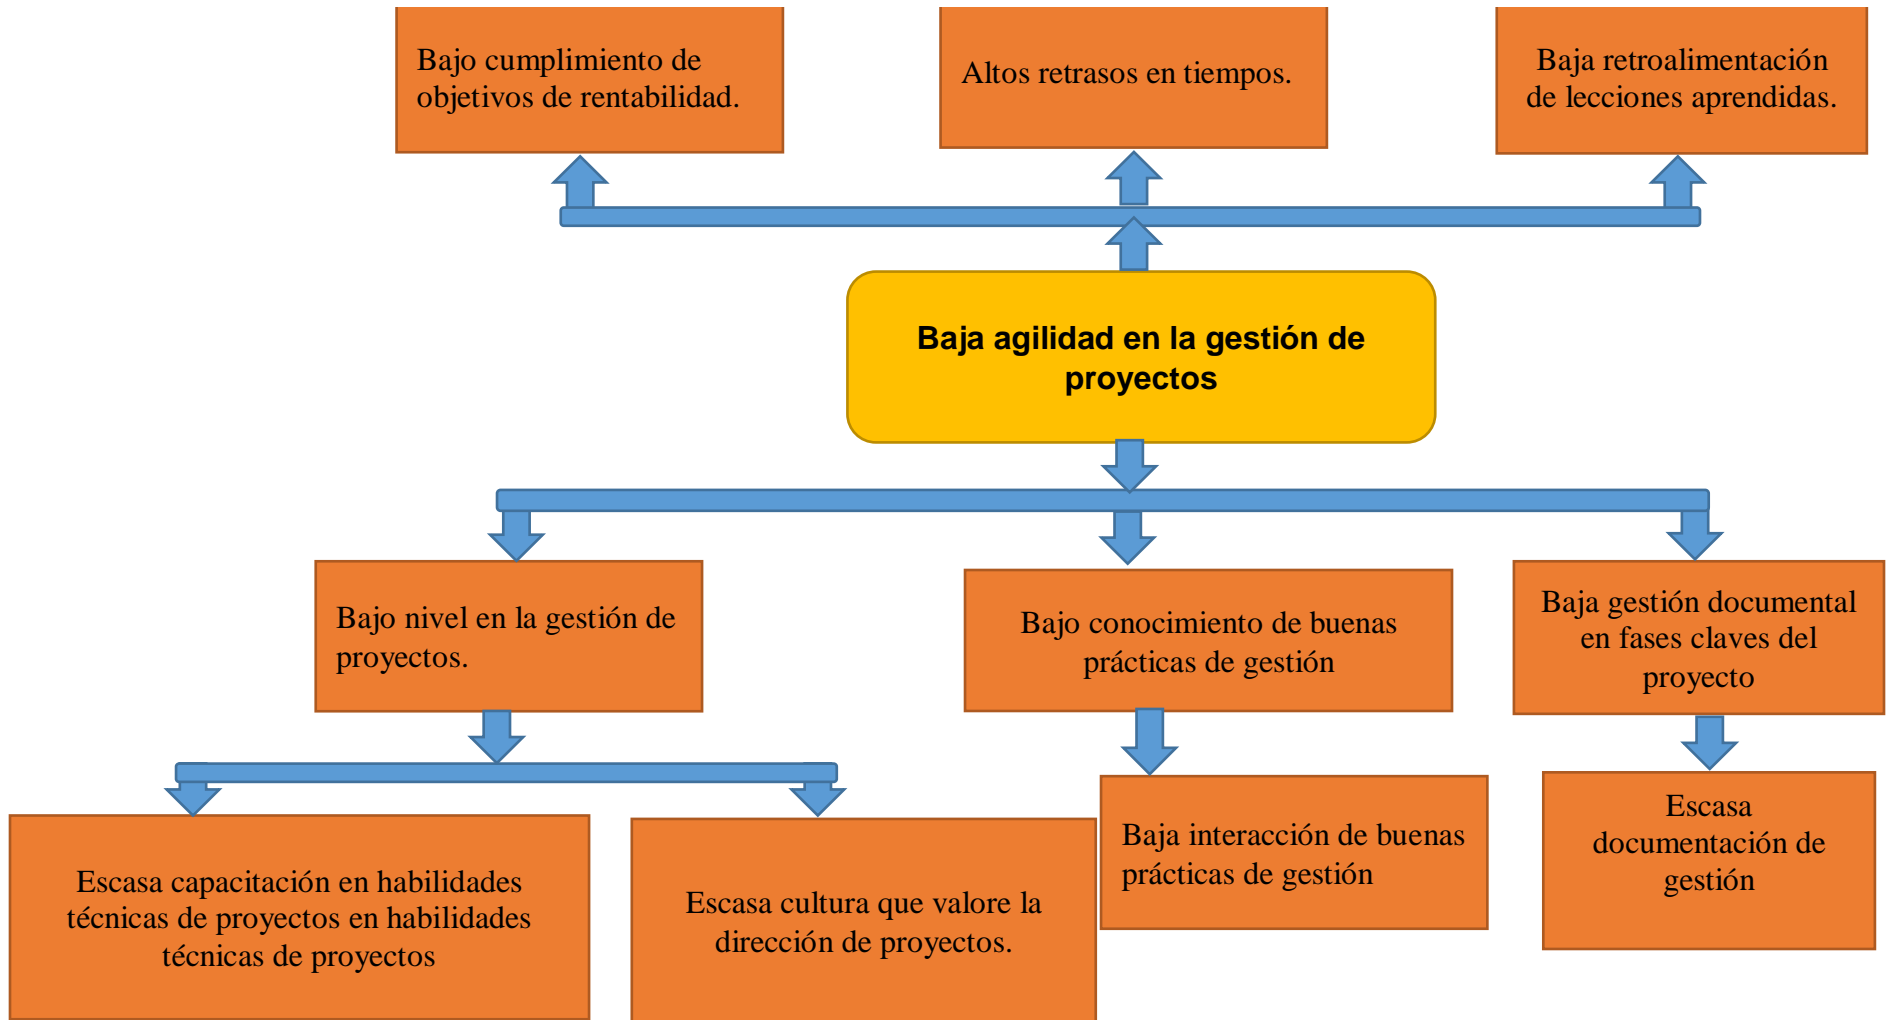 Bajo cumplimiento de
objetivos de rentabilidad.
Altos retrasos en tiempos.
Baja retroalimentación
de lecciones aprendidas.
Baja agilidad en la gestión de
proyectos
Bajo nivel en la gestión de
proyectos.
Bajo conocimiento de buenas
prácticas de gestión
Baja gestión documental
en fases claves del
proyecto
Escasa capacitación en habilidades
técnicas de proyectos en habilidades
técnicas de proyectos
Escasa cultura que valore la
dirección de proyectos.
Baja interacción de buenas
prácticas de gestión
Escasa
documentación de
gestión